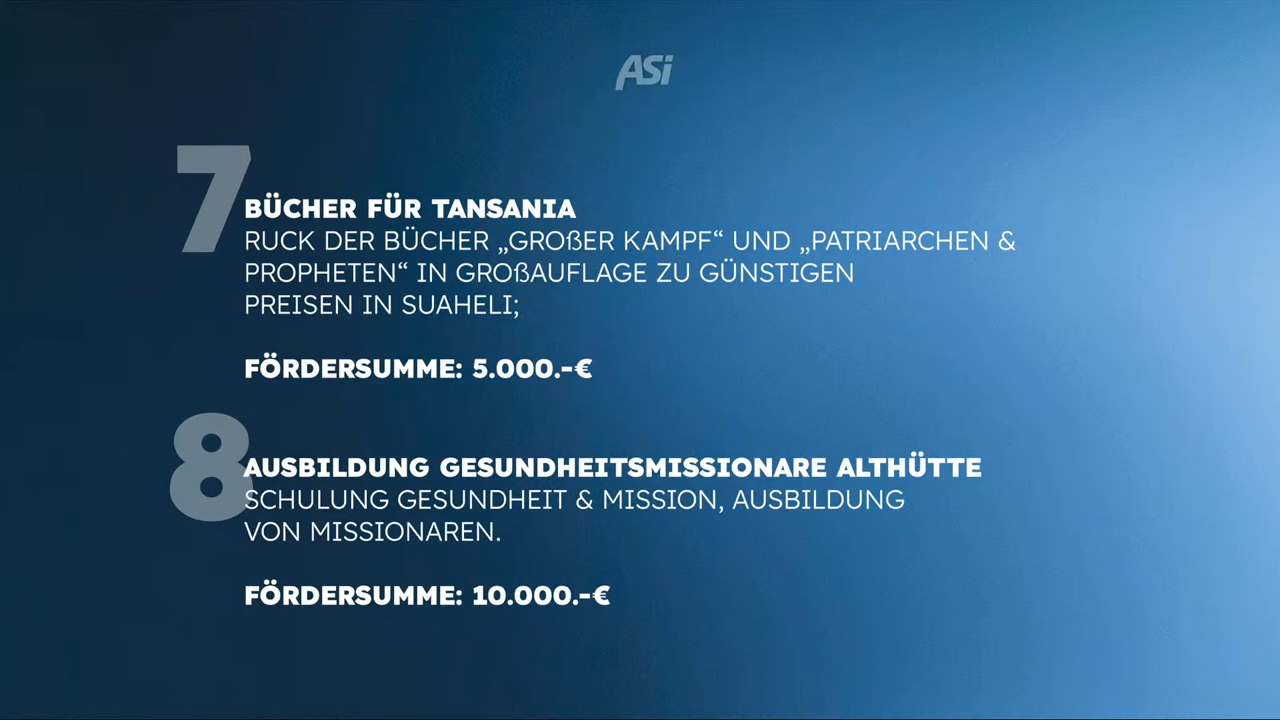 ASi
7
BÜCHER FÜR TANSANIA
RUCK DER BÜCHER „GROßER KAMPF“ UND „PATRIARCHEN &
PROPHETEN“ IN GROßAUFLAGE ZU GÜNSTIGEN
PREISEN IN SUAHELI;
FÖRDERSUMME: 5.000.-€
8
AUSBILDUNG GESUNDHEITSMISSIONARE ALTHÜTTE
SCHULUNG GESUNDHEIT & MISSION, AUSBILDUNG
VON MISSIONAREN.
FÖRDERSUMME: 10.000.-€